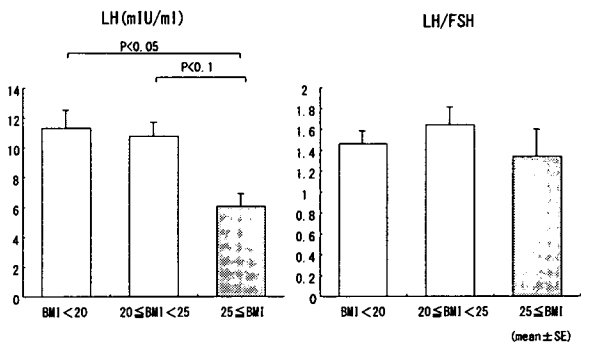 LH(mIU/ml)
P<0.05
P<0.1
14
12
10
8
6
4
2
0
BMI<20
20≦BMI<25
25≦BMI
LH/FSH
2
1.8
1.6
1.4
1.2
1
0.8
0.6
0.4
0.2
0
BMI<20
20≦BMI<25
25≦BMI
(mean±SE)